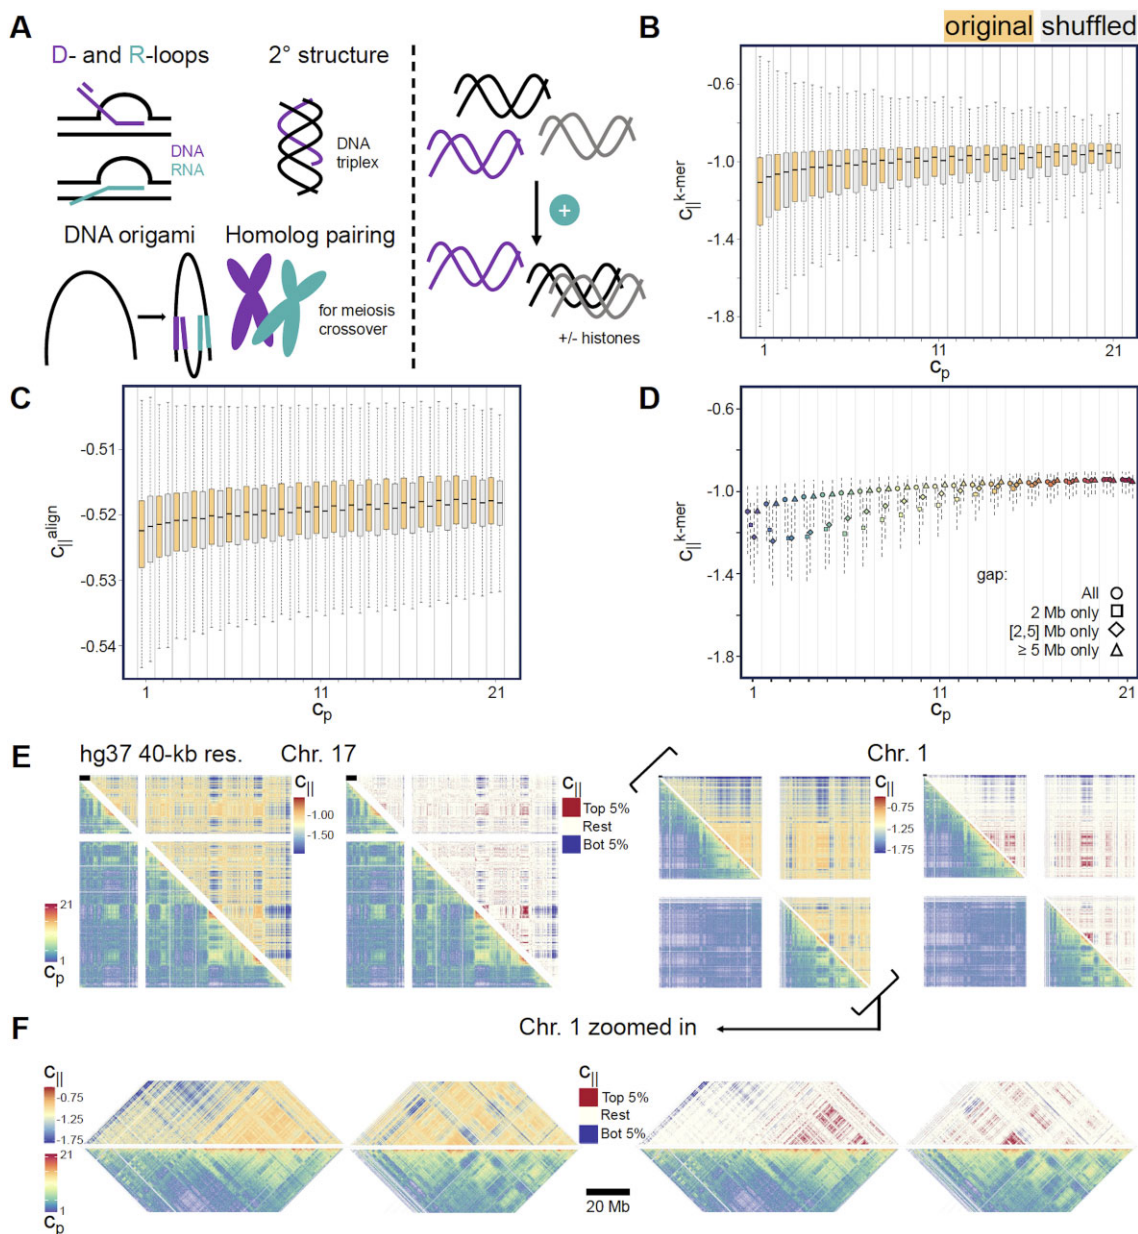 A
D- and R-loops
2° structure
DNA
RNA
DNA
triplex
DNA origami
Homolog pairing
for meiosis
crossover
+
+/- histones
B
original shuffled
-0.6
-1.0
-1.4
-1.8
C||k-mer
1 11 21
Cp
C
-0.51
-0.52
-0.53
-0.54
C||align
1 11 21
Cp
D
-0.6
-1.0
-1.4
-1.8
C||k-mer
gap:
All
2 Mb only
[2,5] Mb only
≥ 5 Mb only
1 11 21
Cp
E
hg37 40-kb res.
Chr. 17
Chr. 1
C||
-1.00
-1.50
C||
Top 5%
Rest
Bot 5%
C||
-0.75
-1.25
-1.75
21
1
Cp
F
Chr. 1 zoomed in
C||
-0.75
-1.25
-1.75
21
1
Cp
C||
Top 5%
Rest
Bot 5%
20 Mb